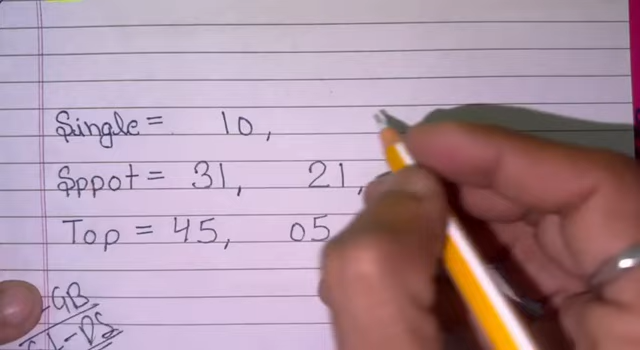 Single = 10,
Sppot = 31, 21,
Top = 45, 05
GB